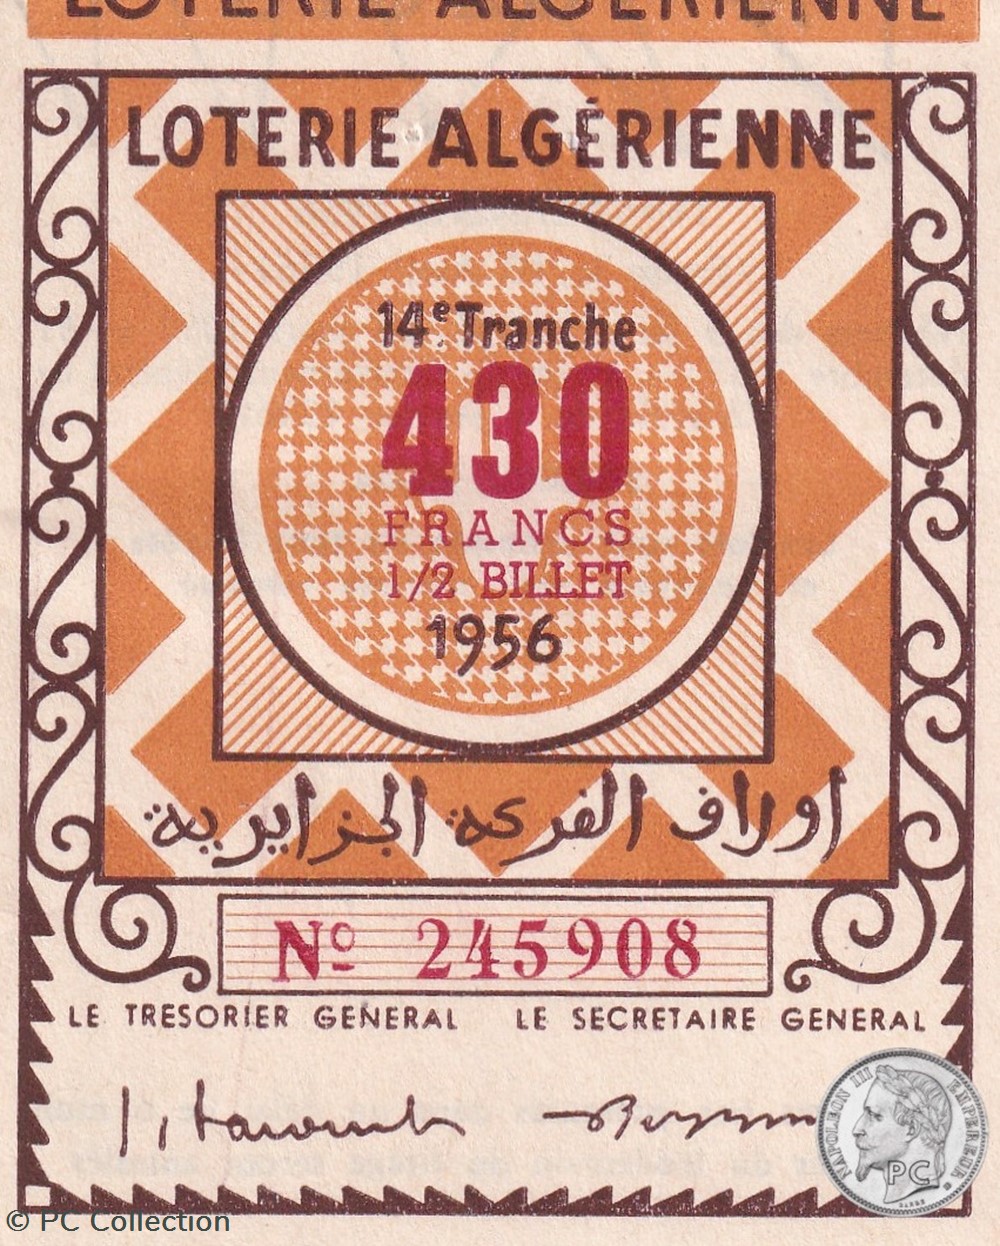 LOTERIE ALGÉRIENNE
LOTERIE ALGÉRIENNE
14e Tranche
430
FRANCS
1/2 BILLET
1956
اوراق القرعة الجزايرية
No 245908
LE TRESORIER GENERAL LE SECRETAIRE GENERAL
NAPOLEON III EMPEREUR
PC
© PC Collection